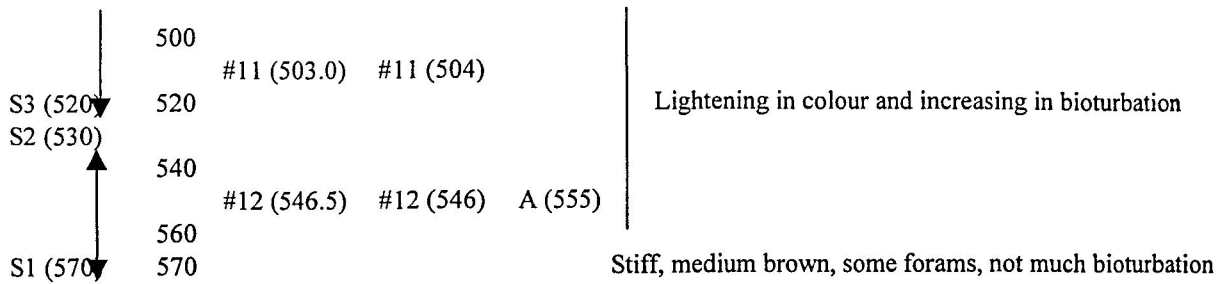 500
#11 (503.0) #11 (504)
S3 (520) 520 Lightening in colour and increasing in bioturbation
S2 (530)
540
#12 (546.5) #12 (546) A (555)
560
S1 (570) 570 Stiff, medium brown, some forams, not much bioturbation